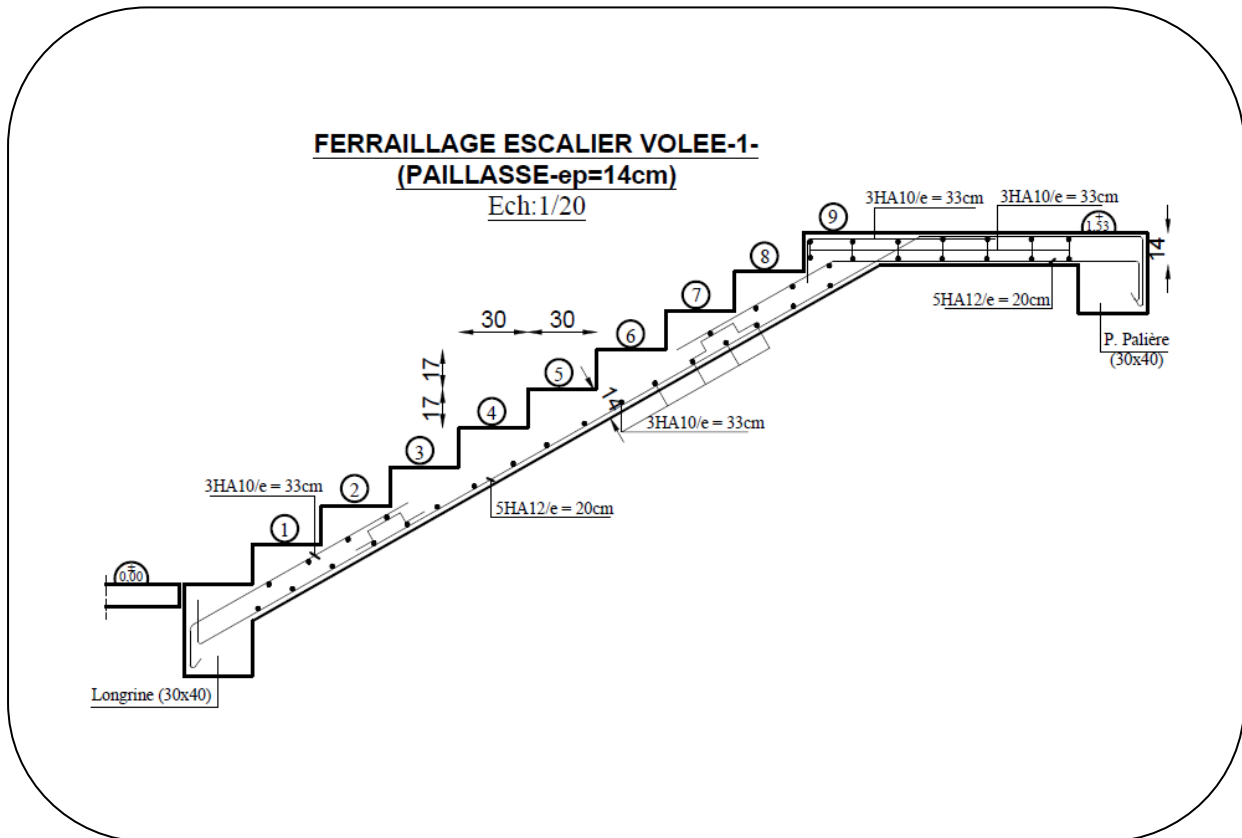 FERRAILLAGE ESCALIER VOLEE-1-
(PAILLASSE-ep=14cm)
Ech:1/20
3HA10/e = 33cm
3HA10/e = 33cm
9
±
1.53
14
8
5HA12/e = 20cm
7
30
30
6
P. Palière
(30x40)
17
5
17
14
4
3HA10/e = 33cm
3
3HA10/e = 33cm
2
5HA12/e = 20cm
1
±
0.00
Longrine (30x40)